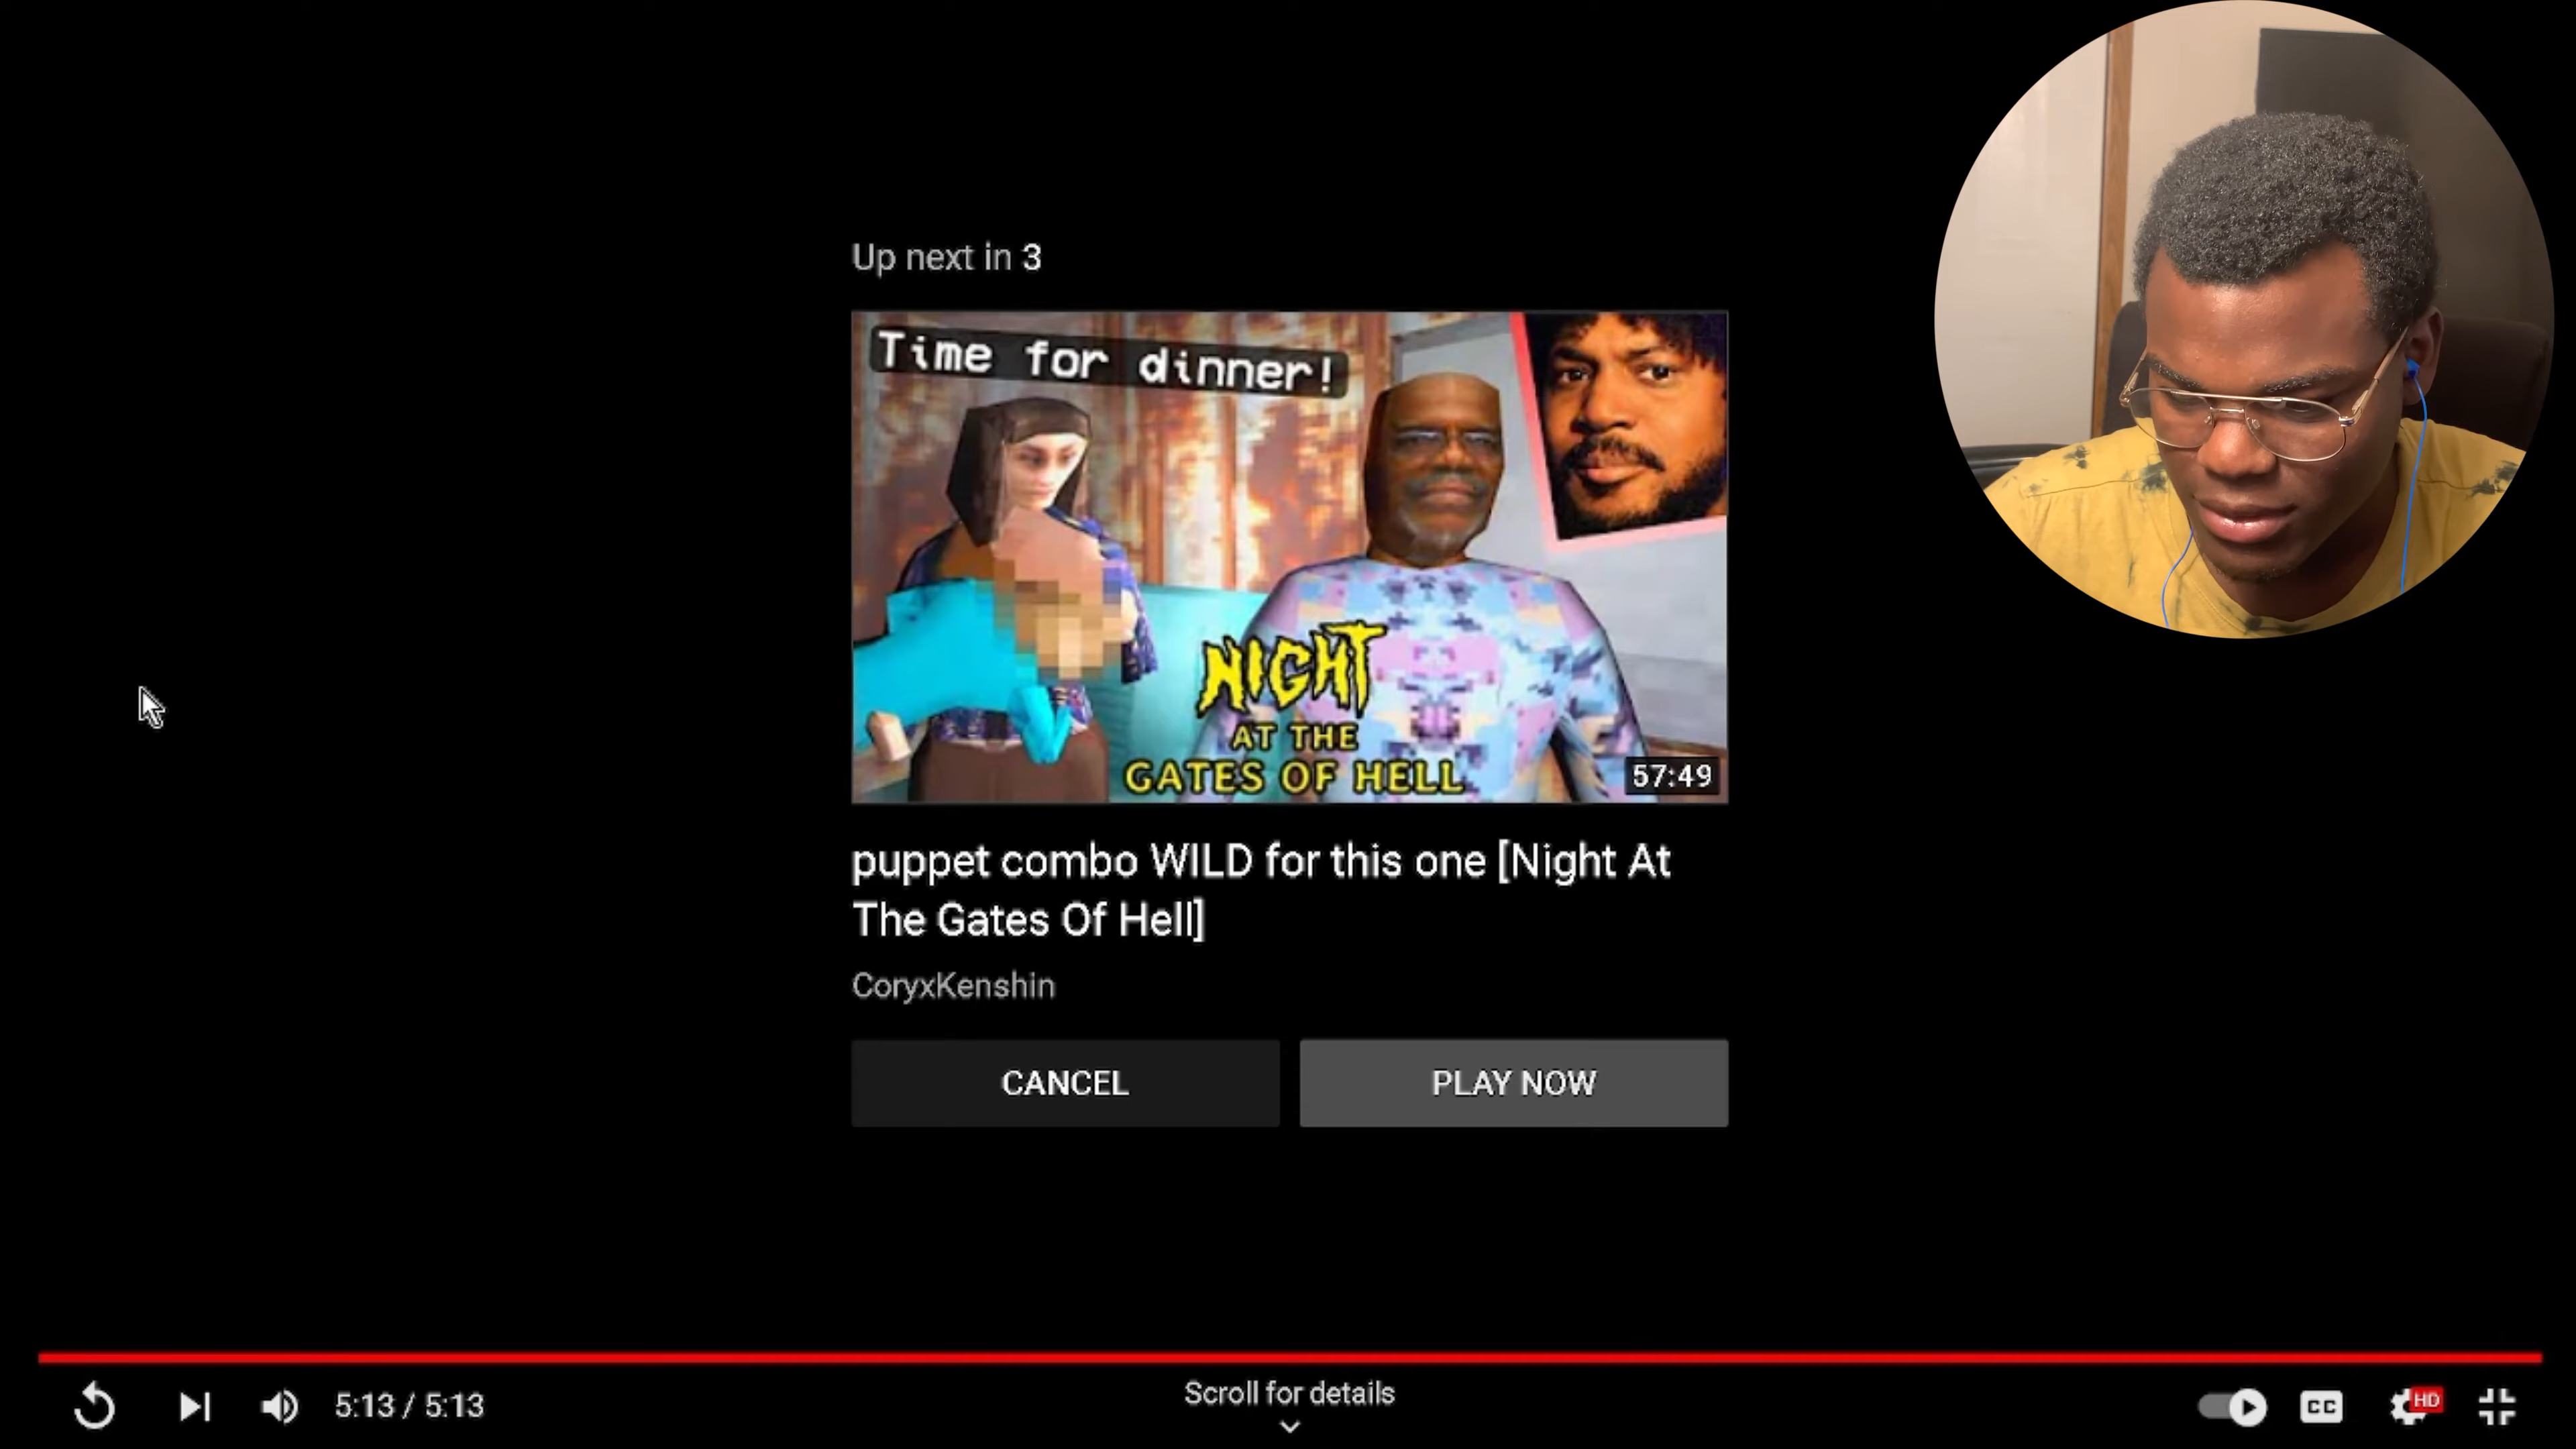 Up next in 3
Time for dinner!
NIGHT
AT THE
GATES OF HELL
57:49
puppet combo WILD for this one [Night At
The Gates Of Hell]
CoryxKenshin
CANCEL
PLAY NOW
5:13 / 5:13
Scroll for details
CC
HD